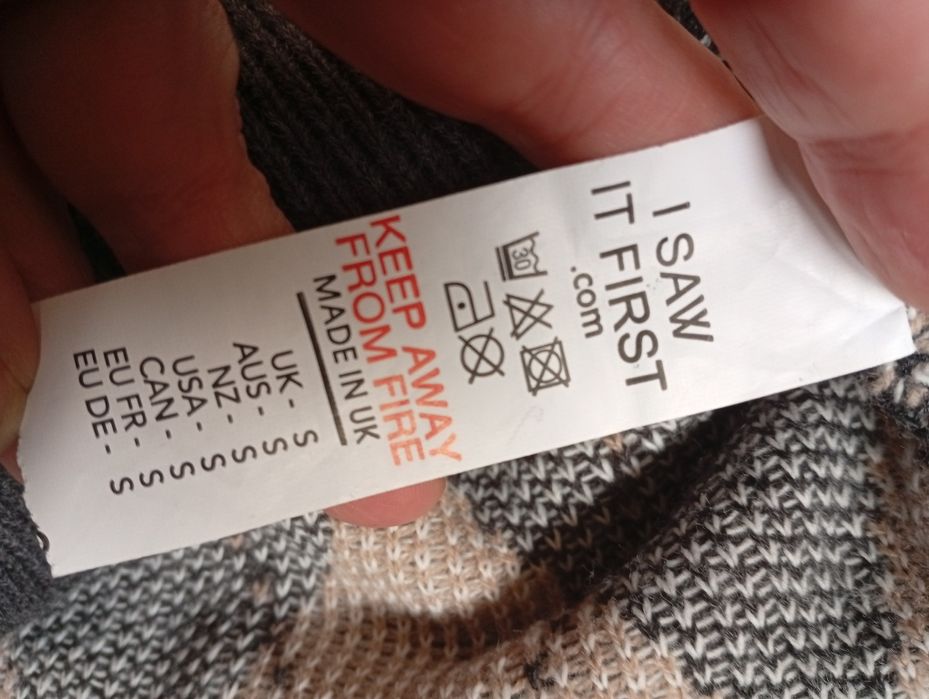 I SAW
IT FIRST
.com
30
KEEP AWAY
FROM FIRE
MADE IN UK
UK - S
AUS - S
NZ - S
USA - S
CAN - S
EU FR - S
EU DE -